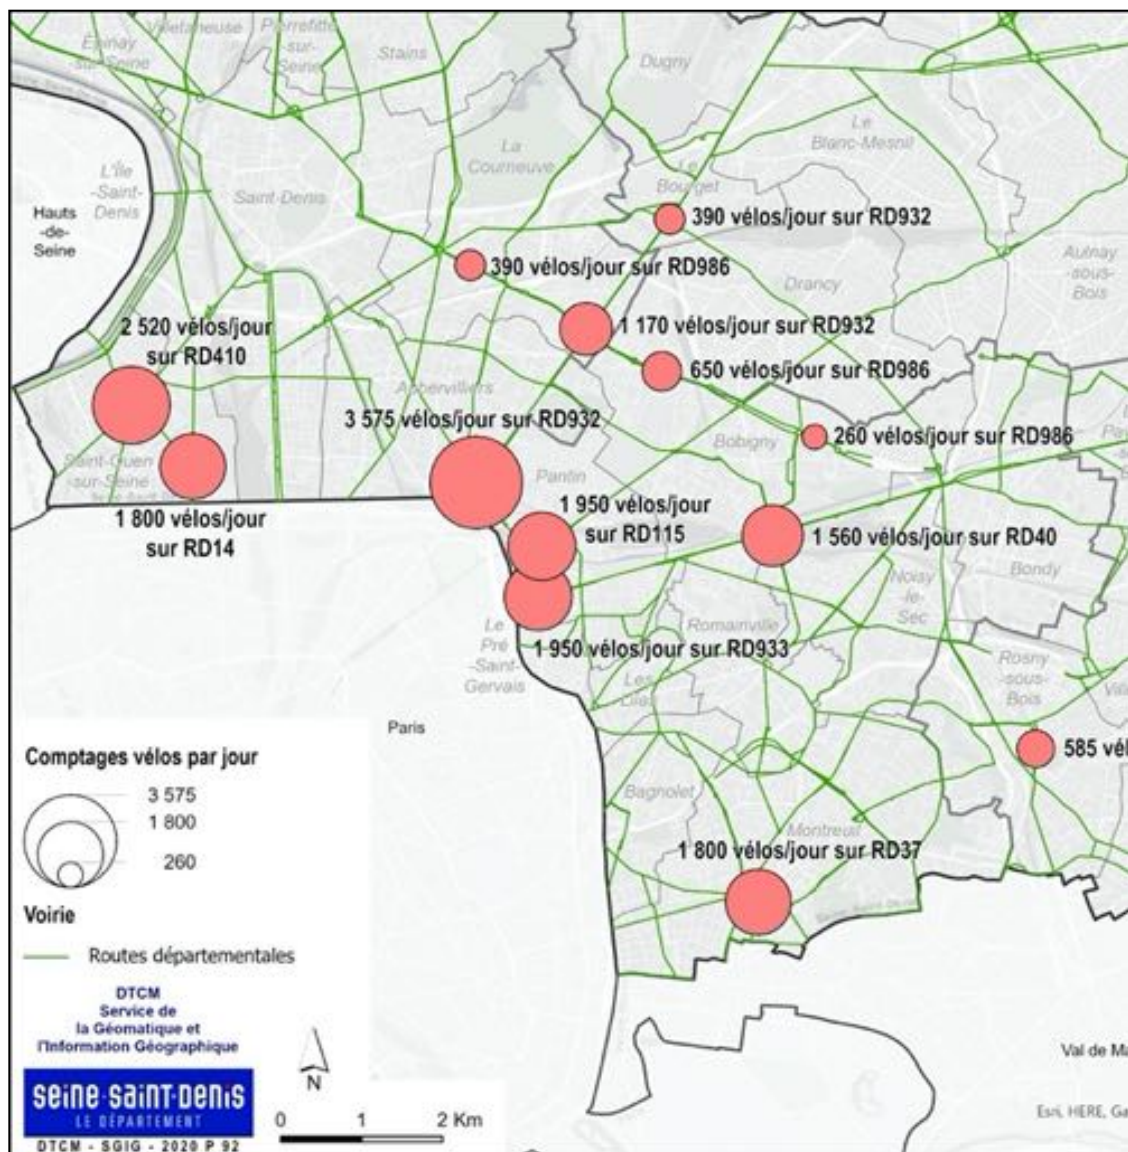 Villetaneuse
Pierrefitte
-sur-
Seine
Épinay
-sur-Seine
Stains
Dugny
Le
Blanc-Mesnil
La
Courneuve
Le
Bourget
L'Île
-Saint-
Denis
Saint-Denis
Hauts
-de-
Seine
390 vélos/jour sur RD932
Aulnay
-sous-
Bois
390 vélos/jour sur RD986
Drancy
2 520 vélos/jour
sur RD410
1 170 vélos/jour sur RD932
650 vélos/jour sur RD986
Aubervilliers
3 575 vélos/jour sur RD932
Bobigny
260 vélos/jour sur RD986
Saint-Ouen
-sur-Seine
Pantin
1 950 vélos/jour
sur RD115
1 800 vélos/jour
sur RD14
1 560 vélos/jour sur RD40
Noisy
-le-
Sec
Bondy
Romainville
Le
Pré
-Saint-
Gervais
1 950 vélos/jour sur RD933
Les
Lilas
Rosny
-sous-
Bois
Paris
585 vél
Bagnolet
Montreuil
1 800 vélos/jour sur RD37
Comptages vélos par jour
3 575
1 800
260
Voirie
Routes départementales
DTCM
Service de
la Géomatique et
l'Information Géographique
N
seine-saint-denis
LE DÉPARTEMENT
DTCM - SGIG - 2020 P 92
0 1 2 Km
Val de Ma
Esri, HERE, Ga